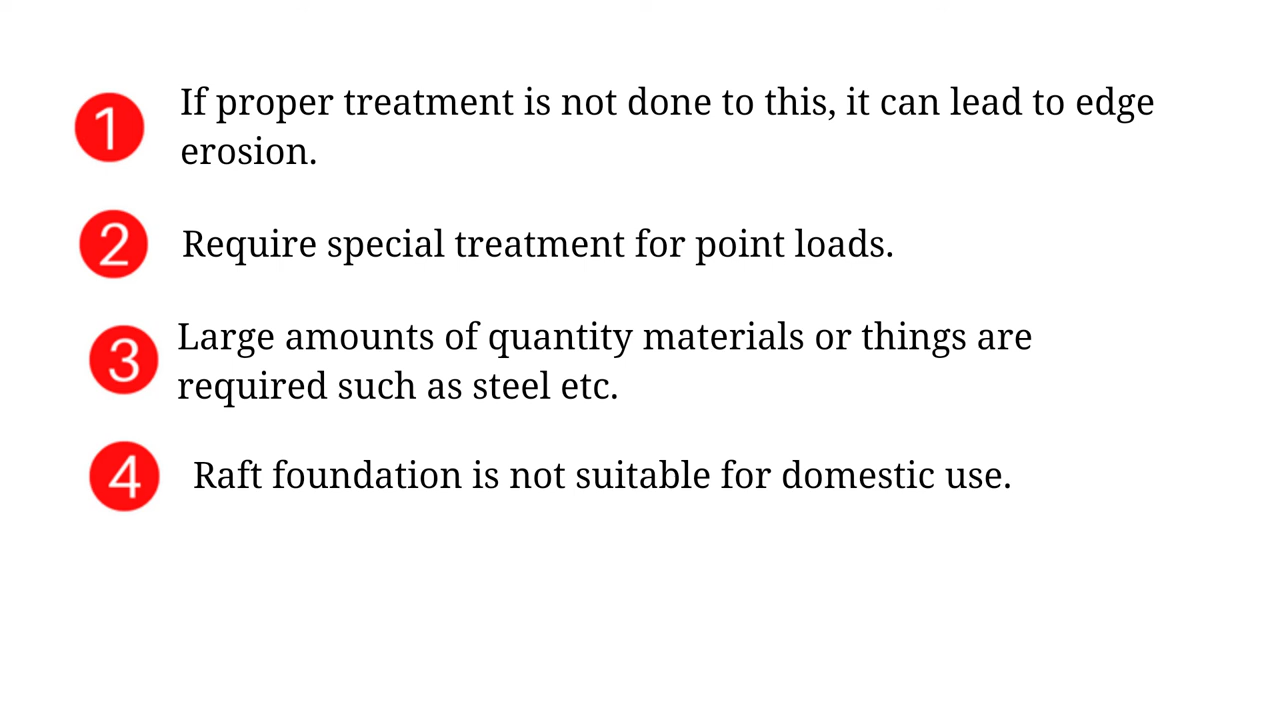 1 If proper treatment is not done to this, it can lead to edge
erosion.
2 Require special treatment for point loads.
3 Large amounts of quantity materials or things are
required such as steel etc.
4 Raft foundation is not suitable for domestic use.